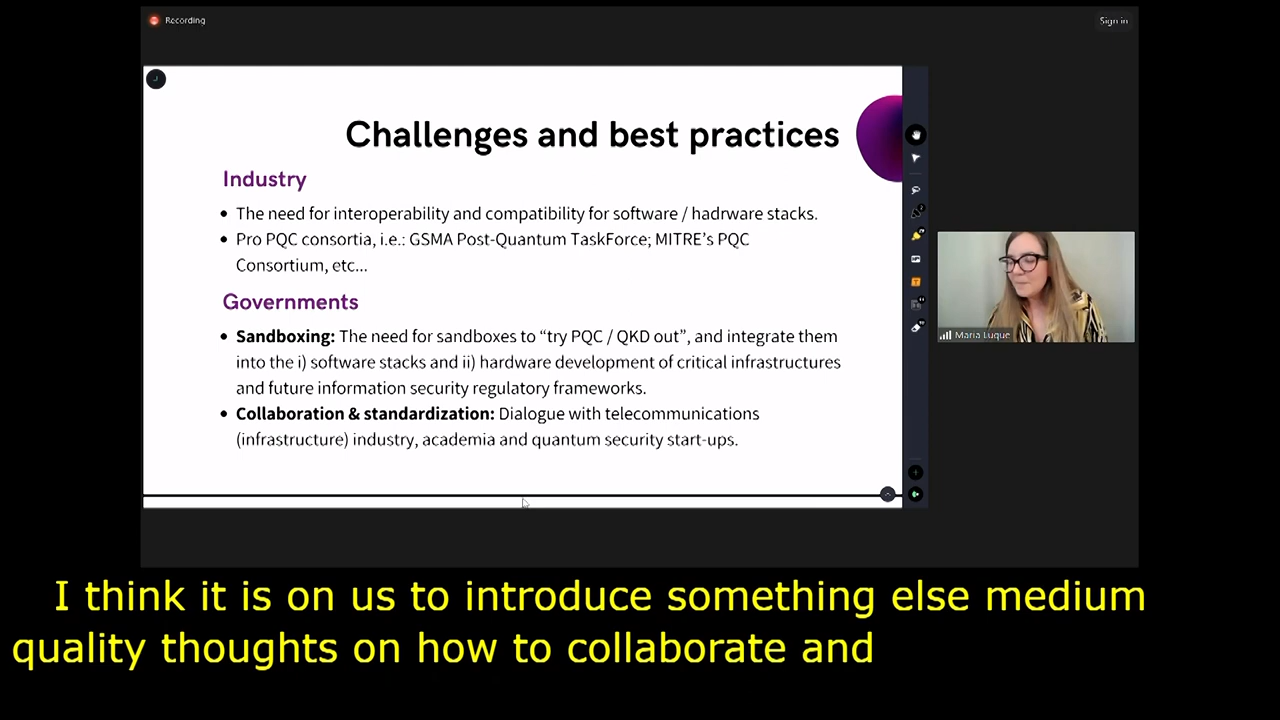 Recording
Sign in
Challenges and best practices
Industry
The need for interoperability and compatibility for software / hadrware stacks.
Pro PQC consortia, i.e.: GSMA Post-Quantum TaskForce; MITRE's PQC
Consortium, etc...
Governments
Sandboxing: The need for sandboxes to “try PQC / QKD out”, and integrate them
into the i) software stacks and ii) hardware development of critical infrastructures
and future information security regulatory frameworks.
Collaboration & standardization: Dialogue with telecommunications
(infrastructure) industry, academia and quantum security start-ups.
Maria Luque
I think it is on us to introduce something else medium
quality thoughts on how to collaborate and